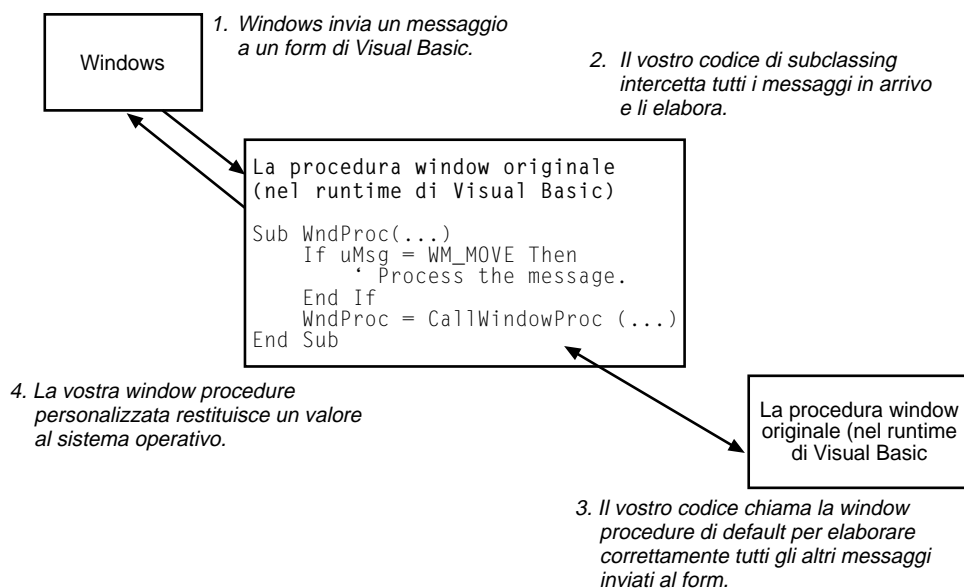 Windows
1. Windows invia un messaggio
a un form di Visual Basic.
2. Il vostro codice di subclassing
intercetta tutti i messaggi in arrivo
e li elabora.
La procedura window originale
(nel runtime di Visual Basic)
Sub WndProc(...)
If uMsg = WM_MOVE Then
‘ Process the message.
End If
WndProc = CallWindowProc (...)
End Sub
4. La vostra window procedure
personalizzata restituisce un valore
al sistema operativo.
La procedura window
originale (nel runtime
di Visual Basic
3. Il vostro codice chiama la window
procedure di default per elaborare
correttamente tutti gli altri messaggi
inviati al form.